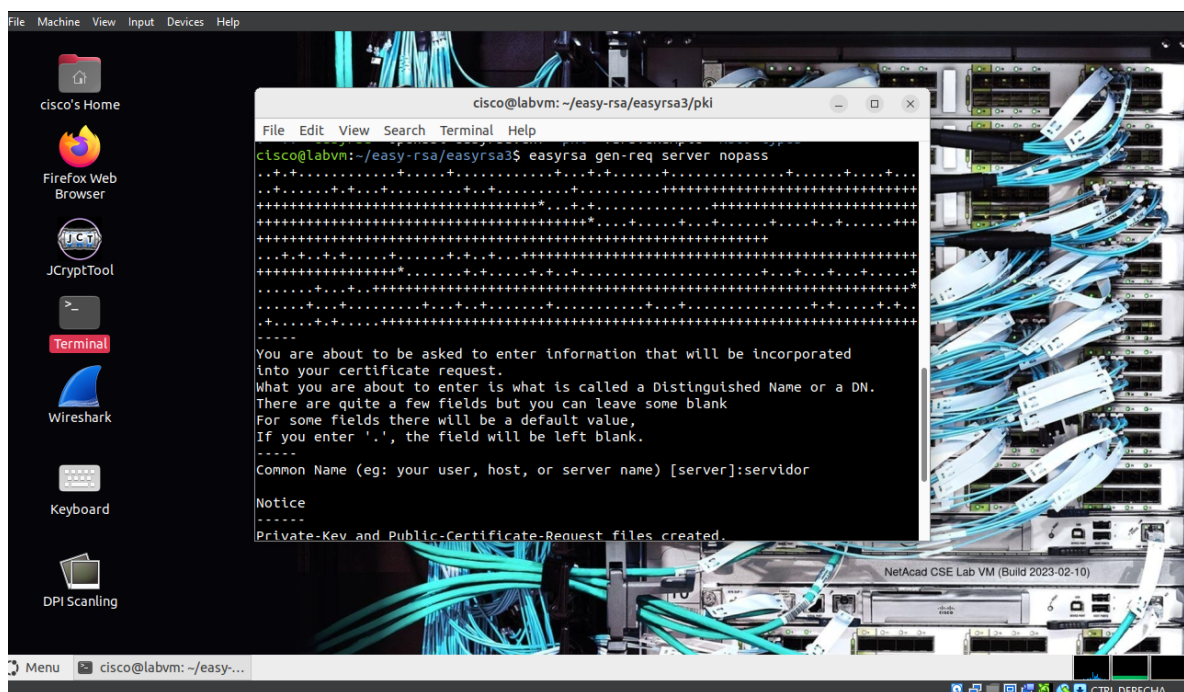 File Machine View Input Devices Help
cisco's Home
Firefox Web
Browser
JCT
JCryptTool
>_
Terminal
Wireshark
Keyboard
DPI Scanling
cisco@labvm: ~/easy-rsa/easyrsa3/pki
File Edit View Search Terminal Help
cisco@labvm:~/easy-rsa/easyrsa3$ easyrsa gen-req server nopass
-----
You are about to be asked to enter information that will be incorporated
into your certificate request.
What you are about to enter is what is called a Distinguished Name or a DN.
There are quite a few fields but you can leave some blank
For some fields there will be a default value,
If you enter '.', the field will be left blank.
-----
Common Name (eg: your user, host, or server name) [server]:servidor
Notice
------
Private-Key and Public-Certificate-Request files created.
NetAcad CSE Lab VM (Build 2023-02-10)
Menu cisco@labvm: ~/easy-...
CTRL DERECHA